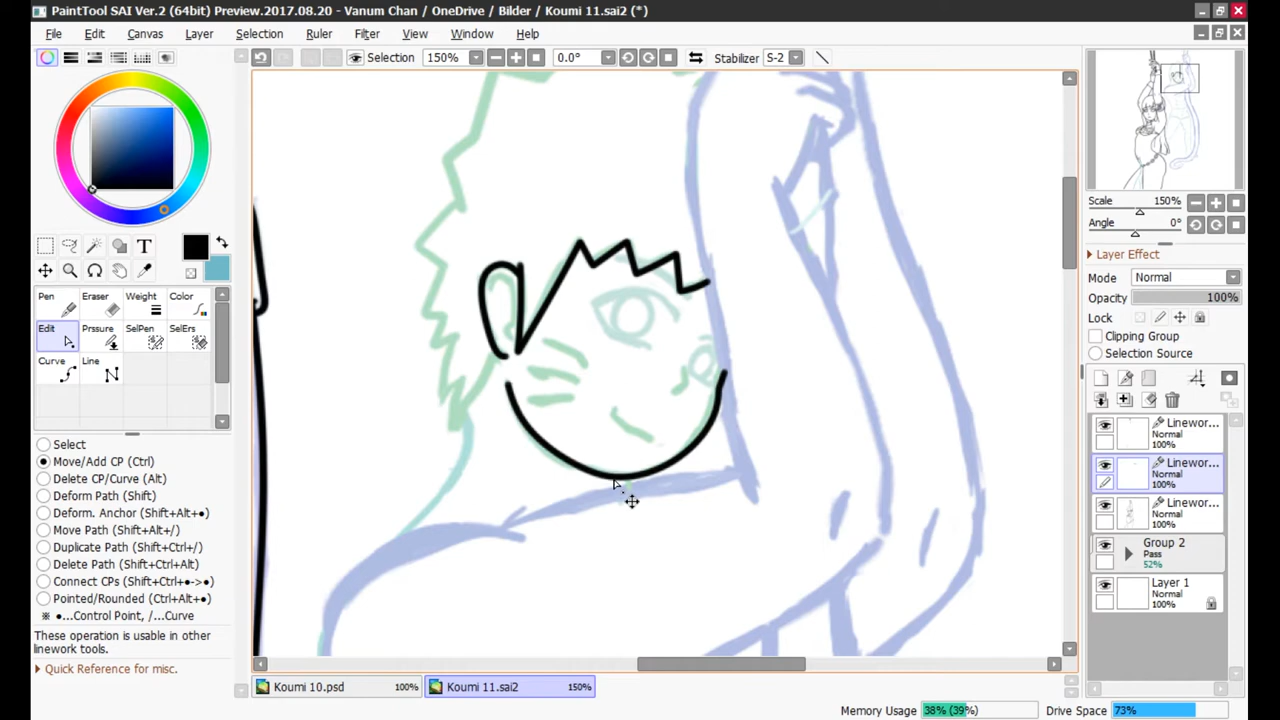 PaintTool SAI Ver.2 (64bit) Preview.2017.08.20 - Vanum Chan / OneDrive / Bilder / Koumi 11.sai2 (*)
File Edit Canvas Layer Selection Ruler Filter View Window Help
Selection 150% 0.0° Stabilizer S-2
T
Pen Eraser Weight Color
Edit Prssure SelPen SelErs
Curve Line
Select
Move/Add CP (Ctrl)
Delete CP/Curve (Alt)
Deform Path (Shift)
Deform. Anchor (Shift+Alt+●)
Move Path (Shift+Alt+/)
Duplicate Path (Shift+Ctrl+/)
Delete Path (Shift+Ctrl+Alt)
Connect CPs (Shift+Ctrl+●->●)
Pointed/Rounded (Ctrl+Alt+●)
※ ●...Control Point, /...Curve
These operation is usable in other
linework tools.
Quick Reference for misc.
Koumi 10.psd 100% Koumi 11.sai2 150%
Scale 150%
Angle 0°
Layer Effect
Mode Normal
Opacity 100%
Lock
Clipping Group
Selection Source
Linewor...
Normal
100%
Linewor...
Normal
100%
Linewor...
Normal
100%
Group 2
Pass
52%
Layer 1
Normal
100%
Memory Usage 38% (39%) Drive Space 73%